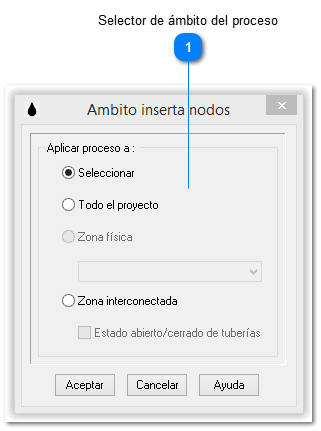 Selector de ámbito del proceso
1
Ambito inserta nodos
Aplicar proceso a :
Seleccionar
Todo el proyecto
Zona física
Zona interconectada
Estado abierto/cerrado de tuberías
Aceptar Cancelar Ayuda